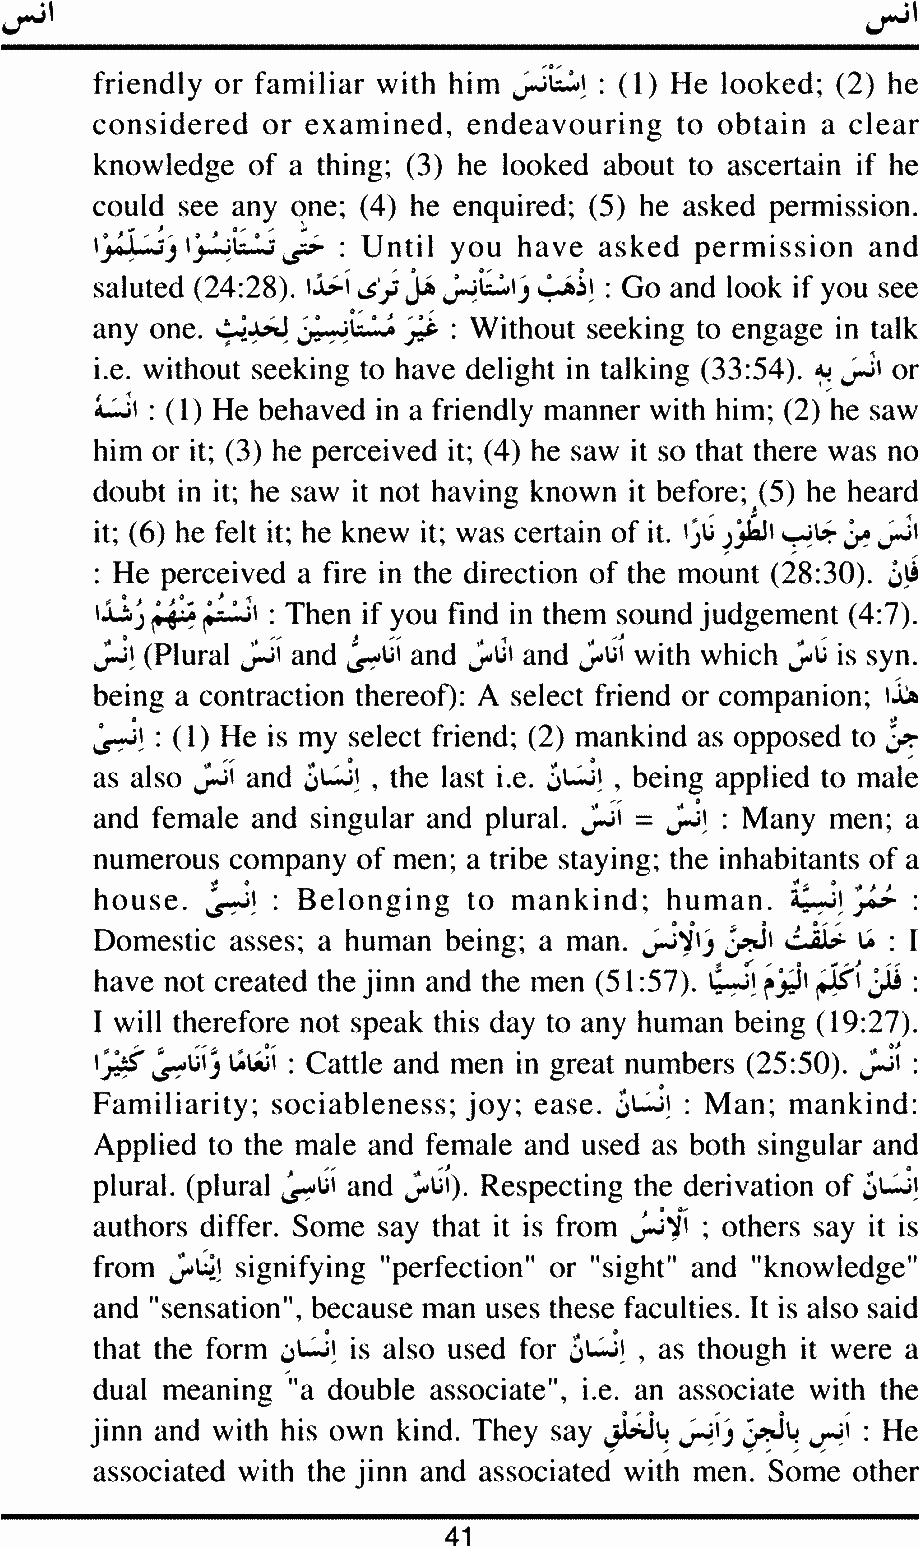 انس انس
friendly or familiar with him اِسْتَأْنَسَ : (1) He looked; (2) he
considered or examined, endeavouring to obtain a clear
knowledge of a thing; (3) he looked about to ascertain if he
could see any one; (4) he enquired; (5) he asked permission.
حَتّٰى تَسْتَاْنِسُوْا وَتُسَلِّمُوْا : Until you have asked permission and
saluted (24:28). اِذْهَبْ وَاسْتَاْنِسْ هَلْ تَرٰى اَحَدًا : Go and look if you see
any one. غَيْرَ مُسْتَاْنِسِيْنَ لِحَدِيْثٍ : Without seeking to engage in talk
i.e. without seeking to have delight in talking (33:54). اٰنَسَ بِهٖ or
اٰنَسَهٗ : (1) He behaved in a friendly manner with him; (2) he saw
him or it; (3) he perceived it; (4) he saw it so that there was no
doubt in it; he saw it not having known it before; (5) he heard
it; (6) he felt it; he knew it; was certain of it. اٰنَسَ مِنْ جَانِبِ الطُّوْرِ نَارًا
: He perceived a fire in the direction of the mount (28:30). فَاِنْ
اٰنَسْتُمْ مِّنْهُمْ رُشْدًا : Then if you find in them sound judgement (4:7).
اِنْسٌ (Plural اٰنَسٌ and اَنَاسِىُّ and اٰنَاسٌ and اُنَاسٌ with which نَاسٌ is syn.
being a contraction thereof): A select friend or companion; هٰذَا
اِنْسِىْ : (1) He is my select friend; (2) mankind as opposed to جِنٌّ
as also اَنَسٌ and اِنْسَانٌ , the last i.e. اِنْسَانٌ , being applied to male
and female and singular and plural. اَنَسٌ = اِنْسٌ : Many men; a
numerous company of men; a tribe staying; the inhabitants of a
house. اِنْسِىٌّ : Belonging to mankind; human. حُمُرٌ اِنْسِيَّةٌ :
Domestic asses; a human being; a man. مَا خَلَقْتُ الْجِنَّ وَالْاِنْسَ : I
have not created the jinn and the men (51:57). فَلَنْ اُكَلِّمَ الْيَوْمَ اِنْسِيًّا :
I will therefore not speak this day to any human being (19:27).
اَنْعَامًا وَّاَنَاسِىَّ كَثِيْرًا : Cattle and men in great numbers (25:50). اُنْسٌ :
Familiarity; sociableness; joy; ease. اِنْسَانٌ : Man; mankind:
Applied to the male and female and used as both singular and
plural. (plural اَنَاسِىُّ and اُنَاسٌ). Respecting the derivation of اِنْسَانٌ
authors differ. Some say that it is from اَلْاِنْسُ ; others say it is
from اِيْنَاسٌ signifying "perfection" or "sight" and "knowledge"
and "sensation", because man uses these faculties. It is also said
that the form اِنْسَانِ is also used for اِنْسَانٌ , as though it were a
dual meaning "a double associate", i.e. an associate with the
jinn and with his own kind. They say اَنِسَ بِالْجِنِّ وَاَنِسَ بِالْخَلْقِ : He
associated with the jinn and associated with men. Some other
41